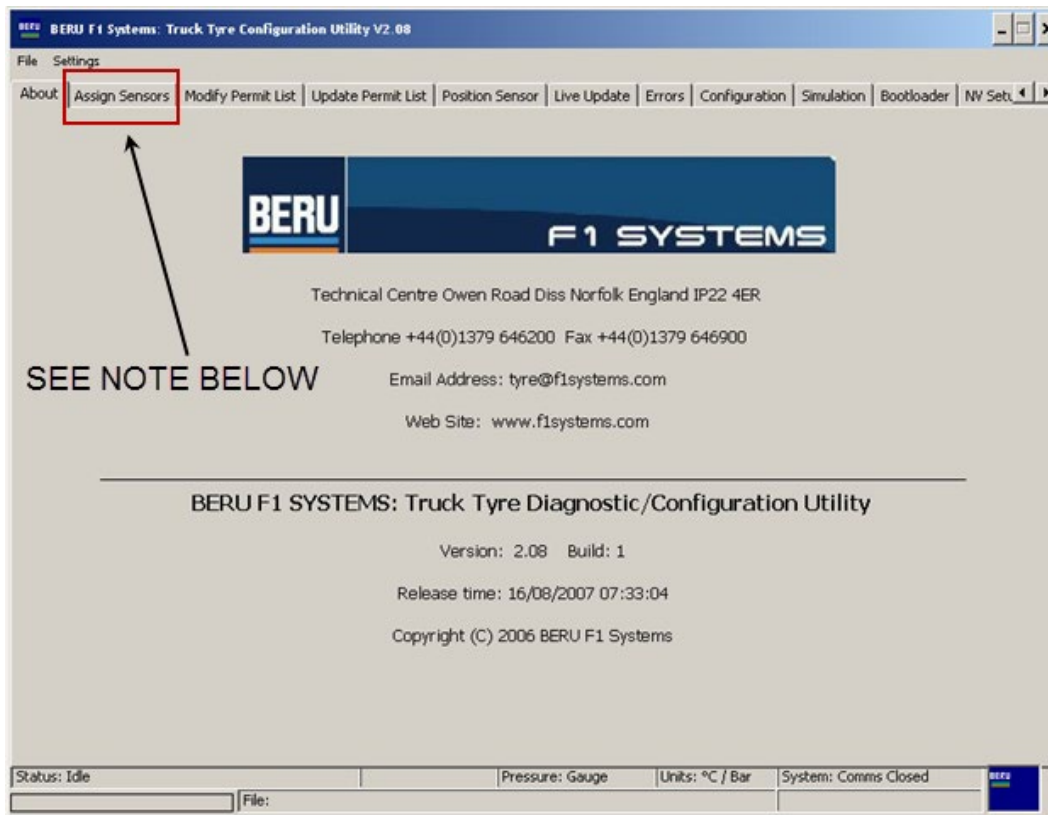 BERU F1 Systems: Truck Tyre Configuration Utility V2.08
File Settings
About Assign Sensors Modify Permit List Update Permit List Position Sensor Live Update Errors Configuration Simulation Bootloader NV Setu
BERU
F1 SYSTEMS
Technical Centre Owen Road Diss Norfolk England IP22 4ER
Telephone +44(0)1379 646200 Fax +44(0)1379 646900
SEE NOTE BELOW
Email Address: tyre@f1systems.com
Web Site: www.f1systems.com
BERU F1 SYSTEMS: Truck Tyre Diagnostic/Configuration Utility
Version: 2.08 Build: 1
Release time: 16/08/2007 07:33:04
Copyright (C) 2006 BERU F1 Systems
Status: Idle Pressure: Gauge Units: °C / Bar System: Comms Closed BERU
File: